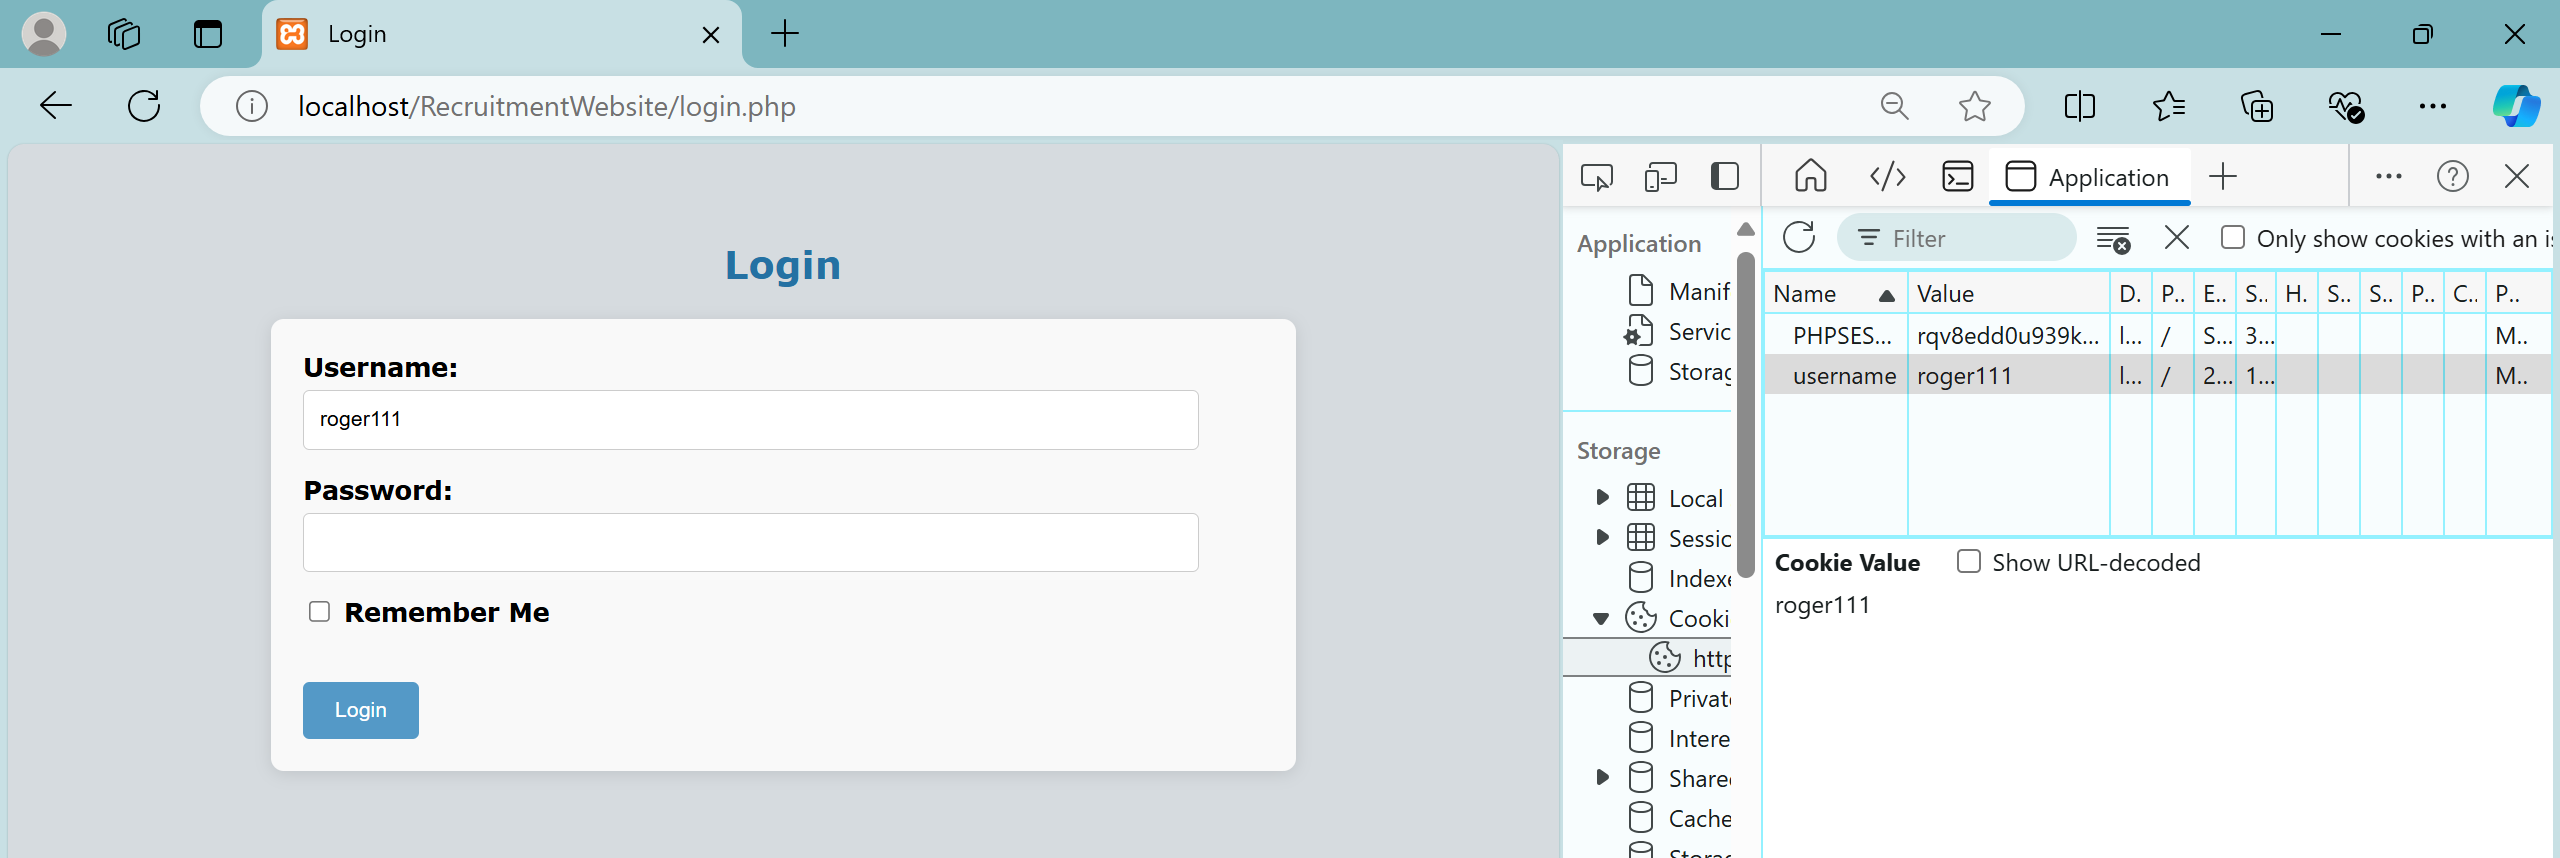 Login
localhost/RecruitmentWebsite/login.php
Login
Username:
roger111
Password:
Remember Me
Login
Application
Filter
Only show cookies with an is
Application
Manif
Servic
Storag
Storage
Local
Sessio
Indexe
Cooki
http
Privat
Intere
Share
Cache
Name Value D. P.. E.. S.. H. S.. S.. P.. C.. P..
PHPSES... rqv8edd0u939k... l... / S... 3... M..
username roger111 l... / 2... 1... M..
Cookie Value Show URL-decoded
roger111